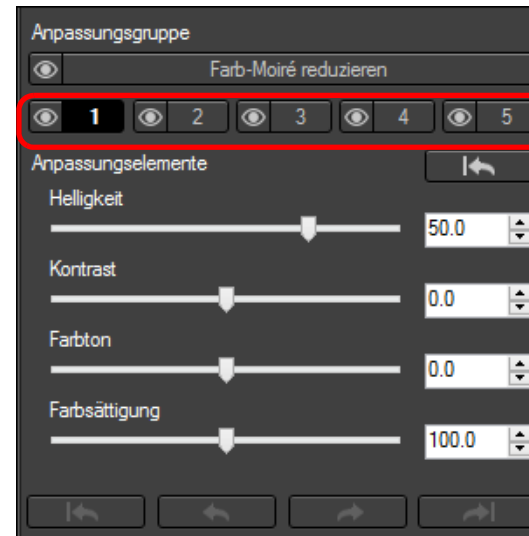 Anpassungsgruppe
Farb-Moiré reduzieren
1 2 3 4 5
Anpassungselemente
Helligkeit
50.0
Kontrast
0.0
Farbton
0.0
Farbsättigung
100.0